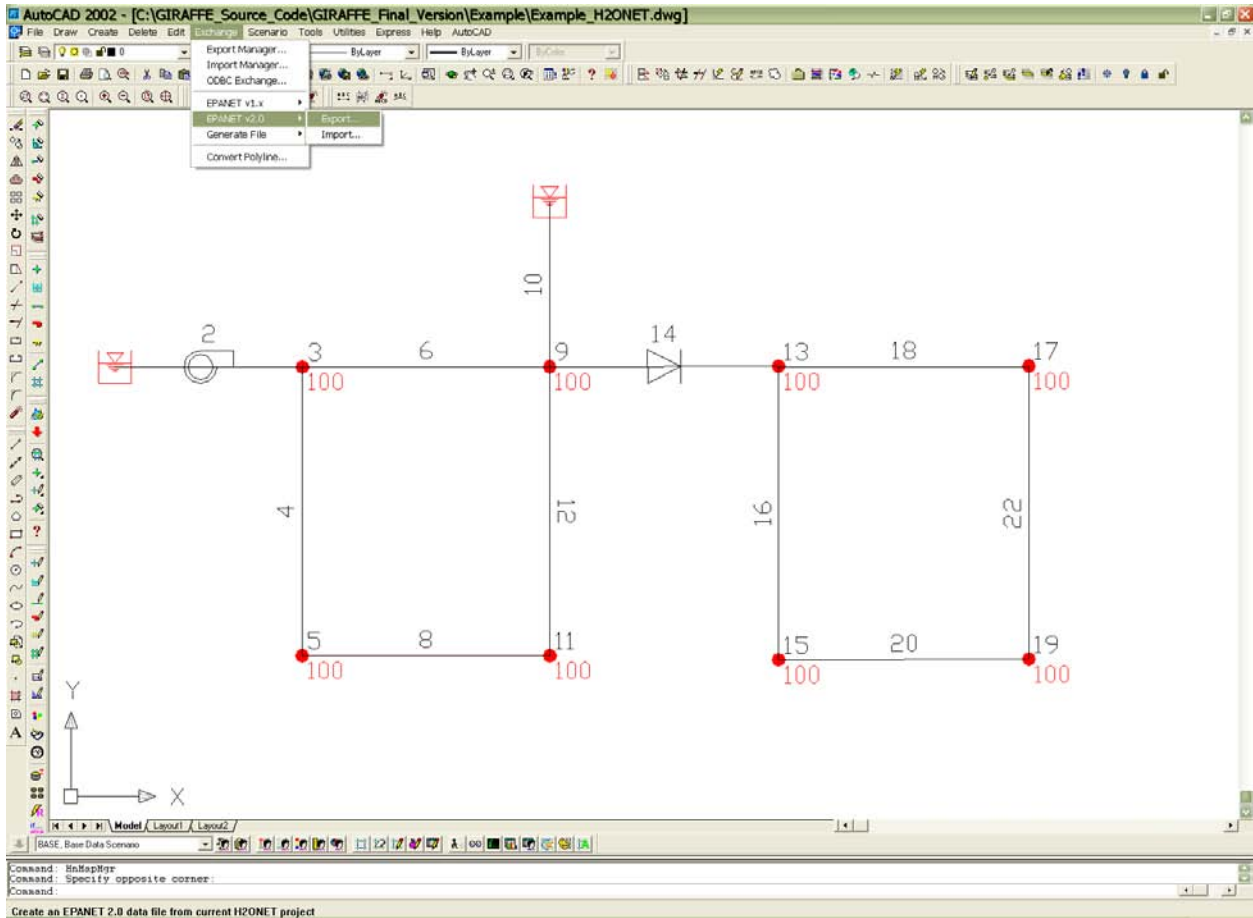 AutoCAD 2002 - [C:\GIRAFFE_Source_Code\GIRAFFE_Final_Version\Example\Example_H2ONET.dwg]
File Draw Create Delete Edit Exchange Scenario Tools Utilities Express Help AutoCAD
0 ByLayer ByLayer ByColor
Export Manager...
Import Manager...
ODBC Exchange...
EPANET v1.x
EPANET v2.0 Export...
Generate File Import...
Convert Polyline...
10
2 3 6 9 14 13 18 17
100 100 100 100
4 12 16 22
5 8 11 15 20 19
100 100 100 100
Y
X
Model Layout1 Layout2
BASE, Base Data Scenario
Command: HnMapMgr
Command: Specify opposite corner:
Command:
Create an EPANET 2.0 data file from current H2ONET project